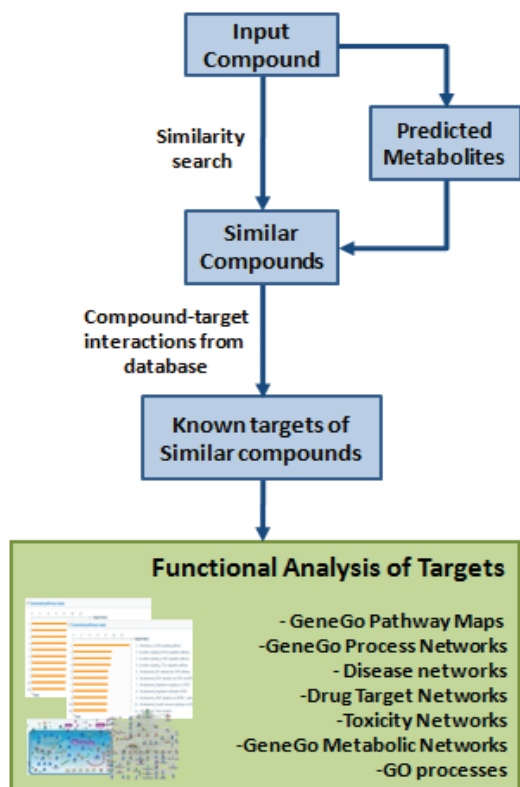 Input
Compound
Similarity
search
Predicted
Metabolites
Similar
Compounds
Compound-target
interactions from
database
Known targets of
Similar compounds
Functional Analysis of Targets
-GeneGo Pathway Maps
-GeneGo Process Networks
-Disease networks
-Drug Target Networks
-Toxicity Networks
-GeneGo Metabolic Networks
-GO processes